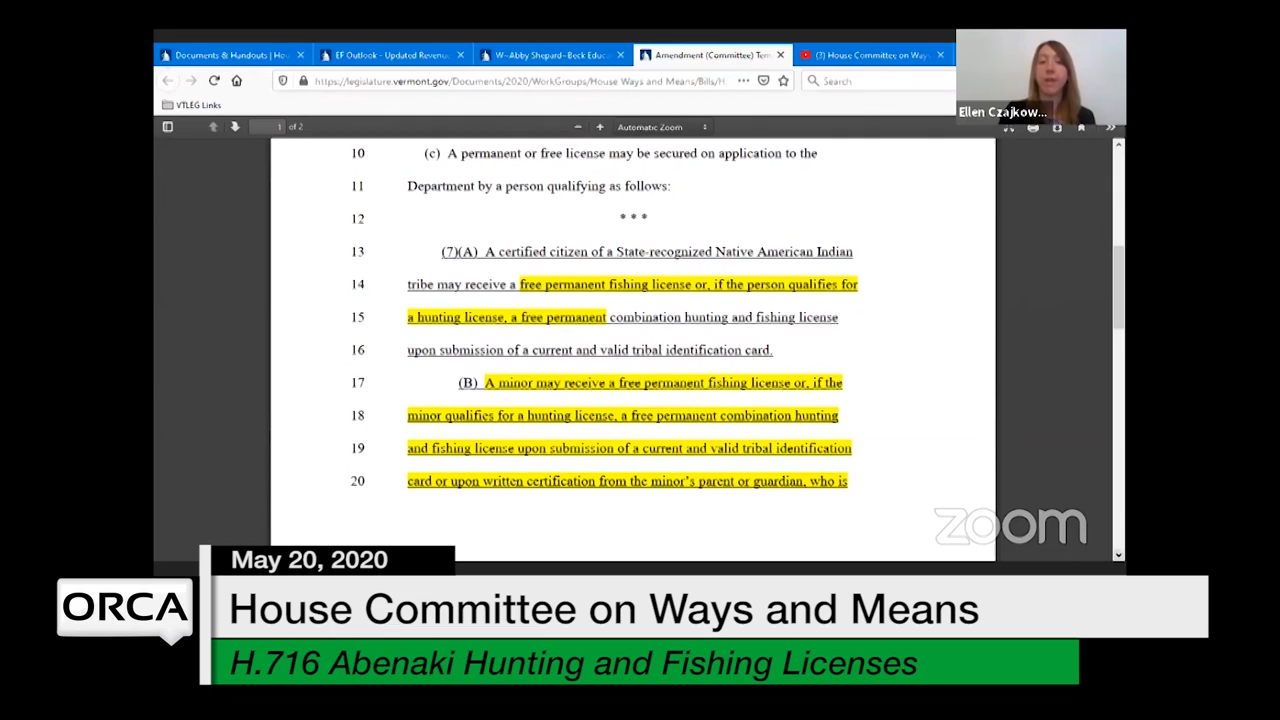 Documents & Handouts | Hou
EF Outlook - Updated Revenu
W~Abby Shepard~Beck Educ
Amendment (Committee) Tem
(3) House Committee on Way
https://legislature.vermont.gov/Documents/2020/WorkGroups/House Ways and Means/Bills/H
Search
Ellen Czajkow...
VTLEG Links
1 of 2
Automatic Zoom
10 (c) A permanent or free license may be secured on application to the
11 Department by a person qualifying as follows:
12 * * *
13 (7)(A) A certified citizen of a State-recognized Native American Indian
14 tribe may receive a free permanent fishing license or, if the person qualifies for
15 a hunting license, a free permanent combination hunting and fishing license
16 upon submission of a current and valid tribal identification card.
17 (B) A minor may receive a free permanent fishing license or, if the
18 minor qualifies for a hunting license, a free permanent combination hunting
19 and fishing license upon submission of a current and valid tribal identification
20 card or upon written certification from the minor's parent or guardian, who is
zoom
May 20, 2020
ORCA
House Committee on Ways and Means
H.716 Abenaki Hunting and Fishing Licenses